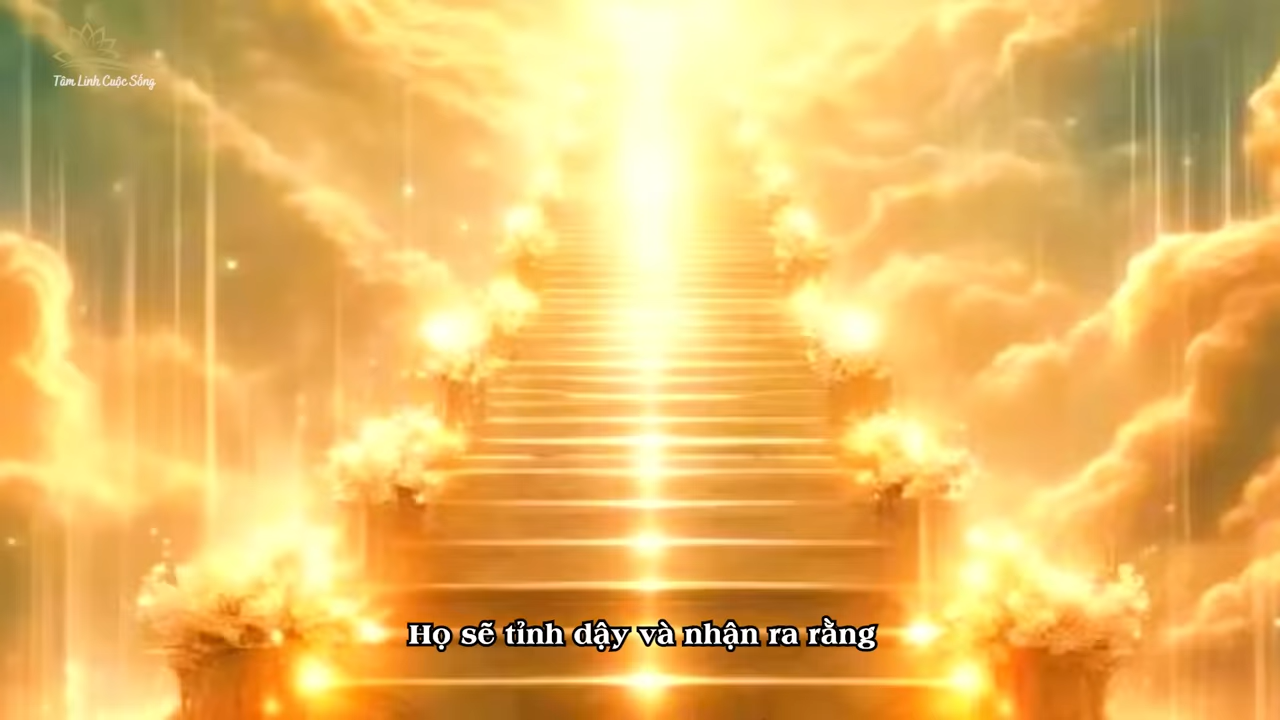 Tâm Linh Cuộc Sống
Họ sẽ tỉnh dậy và nhận ra rằng